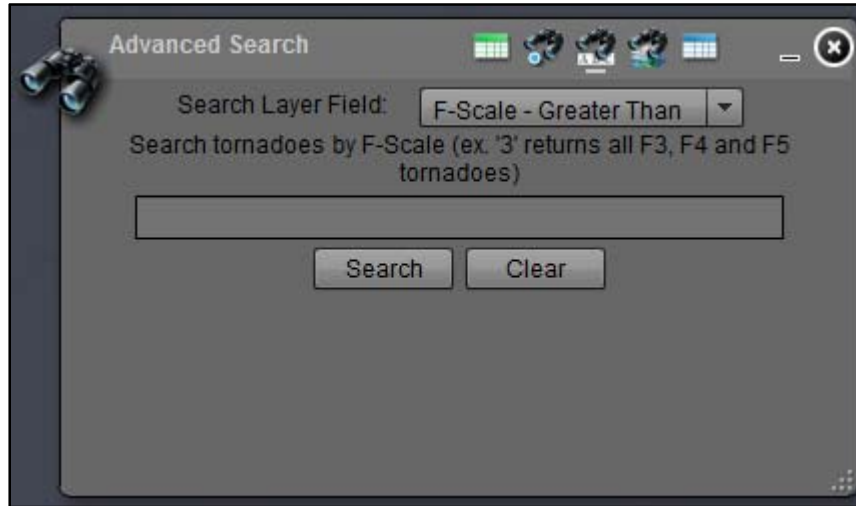 Advanced Search
Search Layer Field: F-Scale - Greater Than
Search tornadoes by F-Scale (ex. '3' returns all F3, F4 and F5
tornadoes)
Search Clear